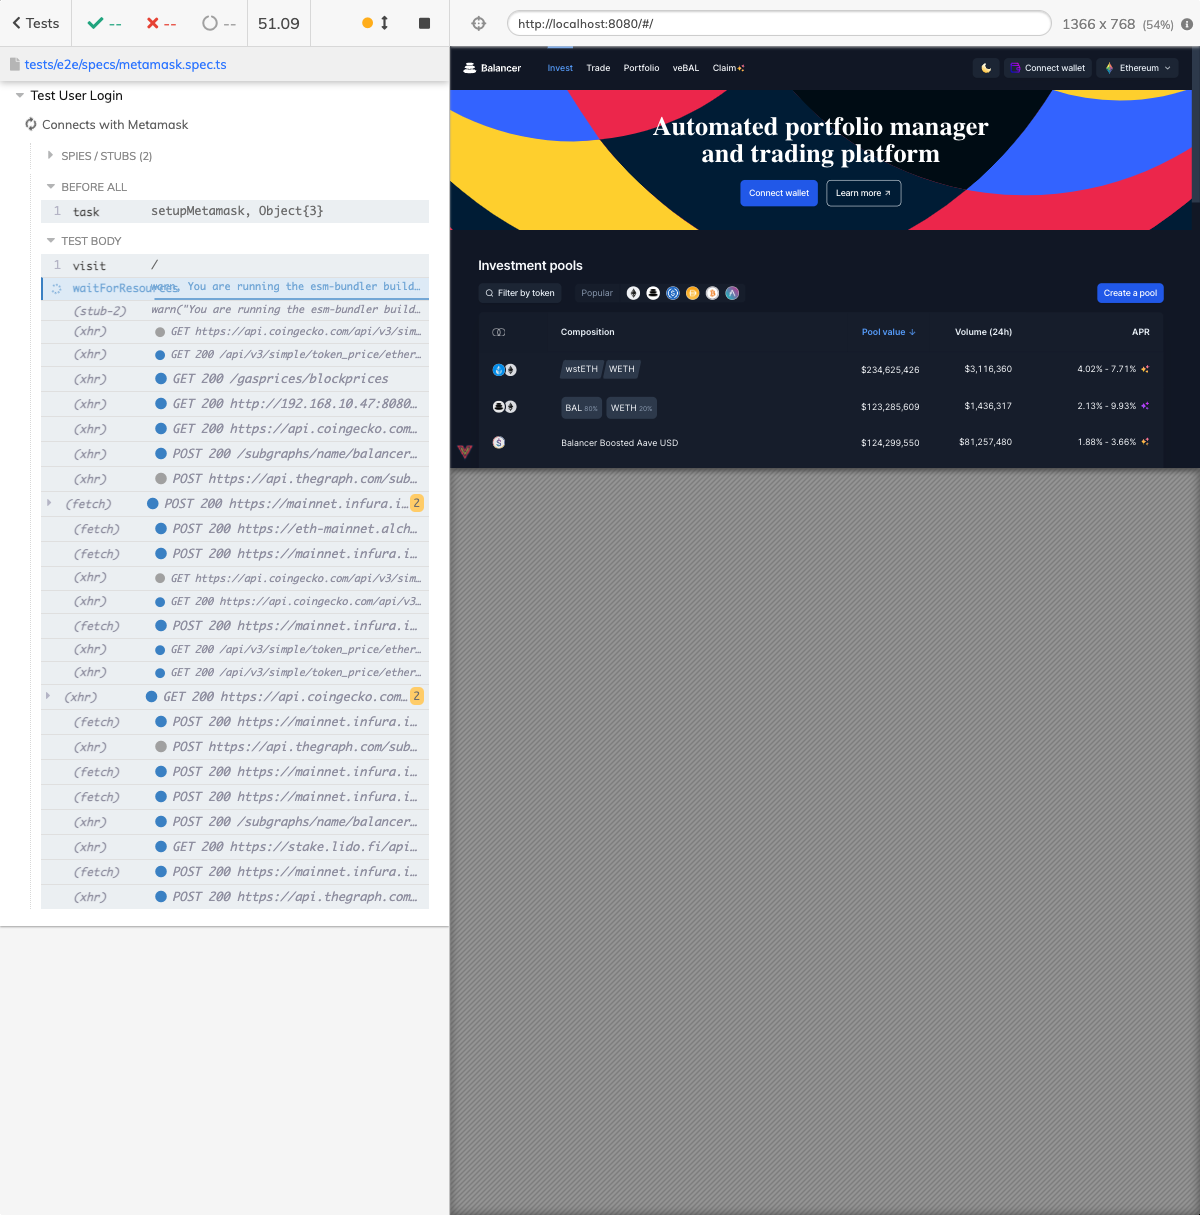 Tests
--
--
--
51.09
http://localhost:8080/#/
1366 x 768 (54%)
tests/e2e/specs/metamask.spec.ts
Test User Login
Connects with Metamask
SPIES / STUBS (2)
BEFORE ALL
1 task setupMetamask, Object{3}
TEST BODY
1 visit /
waitForResources warn, You are running the esm-bundler build…
(stub-2) warn("You are running the esm-bundler build…
(xhr) GET https://api.coingecko.com/api/v3/sim…
(xhr) GET 200 /api/v3/simple/token_price/ether…
(xhr) GET 200 /gasprices/blockprices
(xhr) GET 200 http://192.168.10.47:8080…
(xhr) GET 200 https://api.coingecko.com…
(xhr) POST 200 /subgraphs/name/balancer…
(xhr) POST https://api.thegraph.com/sub…
(fetch) POST 200 https://mainnet.infura.i… 2
(fetch) POST 200 https://eth-mainnet.alch…
(fetch) POST 200 https://mainnet.infura.i…
(xhr) GET https://api.coingecko.com/api/v3/sim…
(xhr) GET 200 https://api.coingecko.com/api/v3…
(fetch) POST 200 https://mainnet.infura.i…
(xhr) GET 200 /api/v3/simple/token_price/ether…
(xhr) GET 200 /api/v3/simple/token_price/ether…
(xhr) GET 200 https://api.coingecko.com… 2
(fetch) POST 200 https://mainnet.infura.i…
(xhr) POST https://api.thegraph.com/sub…
(fetch) POST 200 https://mainnet.infura.i…
(fetch) POST 200 https://mainnet.infura.i…
(xhr) POST 200 /subgraphs/name/balancer…
(xhr) GET 200 https://stake.lido.fi/api…
(fetch) POST 200 https://mainnet.infura.i…
(xhr) POST 200 https://api.thegraph.com…
Balancer
Invest
Trade
Portfolio
veBAL
Claim
Connect wallet
Ethereum
Automated portfolio manager
and trading platform
Connect wallet
Learn more
Investment pools
Filter by token
Popular
Create a pool
Composition Pool value Volume (24h) APR
wstETH WETH $234,625,426 $3,116,360 4.02% - 7.71%
BAL 80% WETH 20% $123,285,609 $1,436,317 2.13% - 9.93%
Balancer Boosted Aave USD $124,299,550 $81,257,480 1.88% - 3.66%